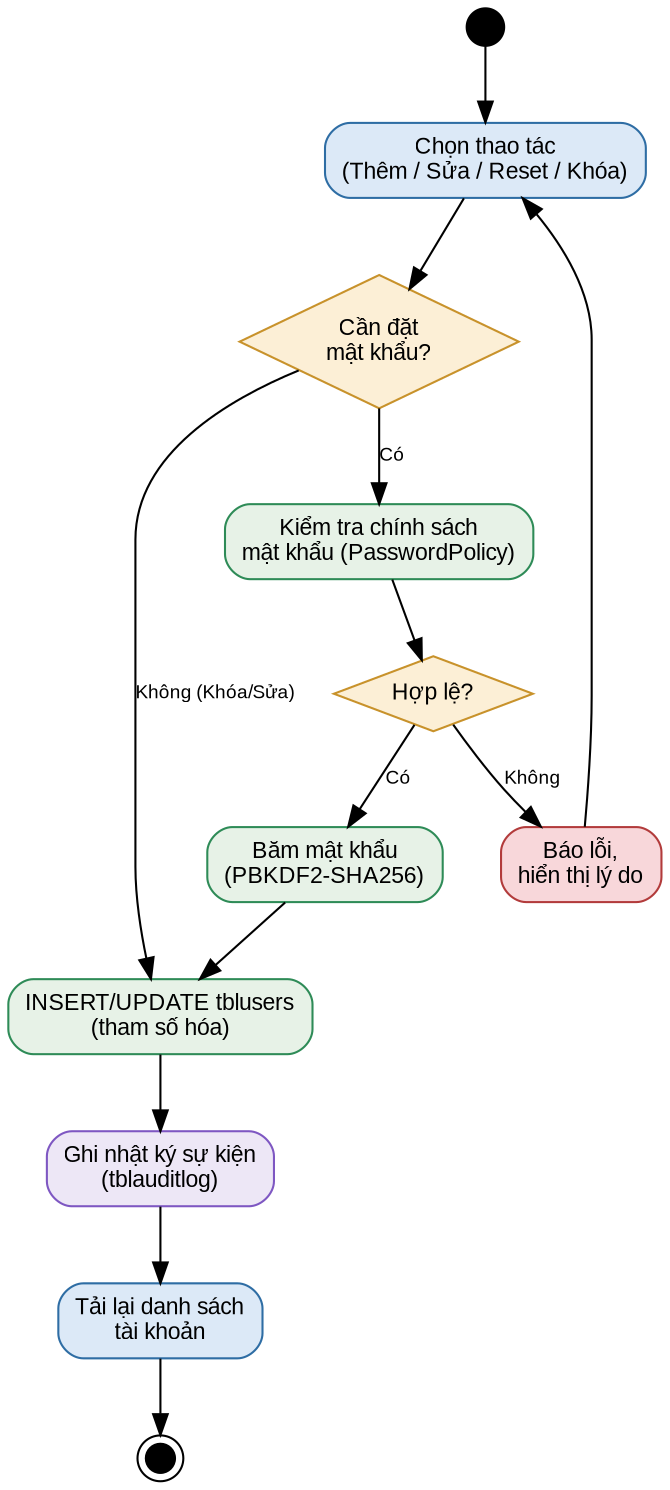 Chọn thao tác
(Thêm / Sửa / Reset / Khóa)
Cần đặt
mật khẩu?
Có
Kiểm tra chính sách
mật khẩu (PasswordPolicy)
Không (Khóa/Sửa)
Hợp lệ?
Có
Không
Băm mật khẩu
(PBKDF2-SHA256)
Báo lỗi,
hiển thị lý do
INSERT/UPDATE tblusers
(tham số hóa)
Ghi nhật ký sự kiện
(tblauditlog)
Tải lại danh sách
tài khoản